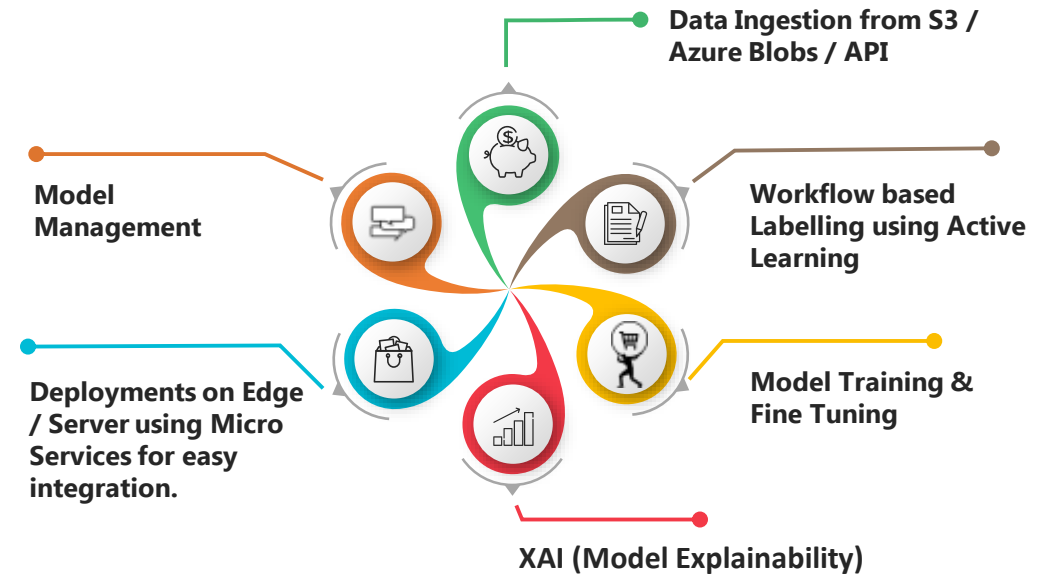 Data Ingestion from S3 /
Azure Blobs / API
Model
Management
Workflow based
Labelling using Active
Learning
Model Training &
Fine Tuning
Deployments on Edge
/ Server using Micro
Services for easy
integration.
XAI (Model Explainability)
$